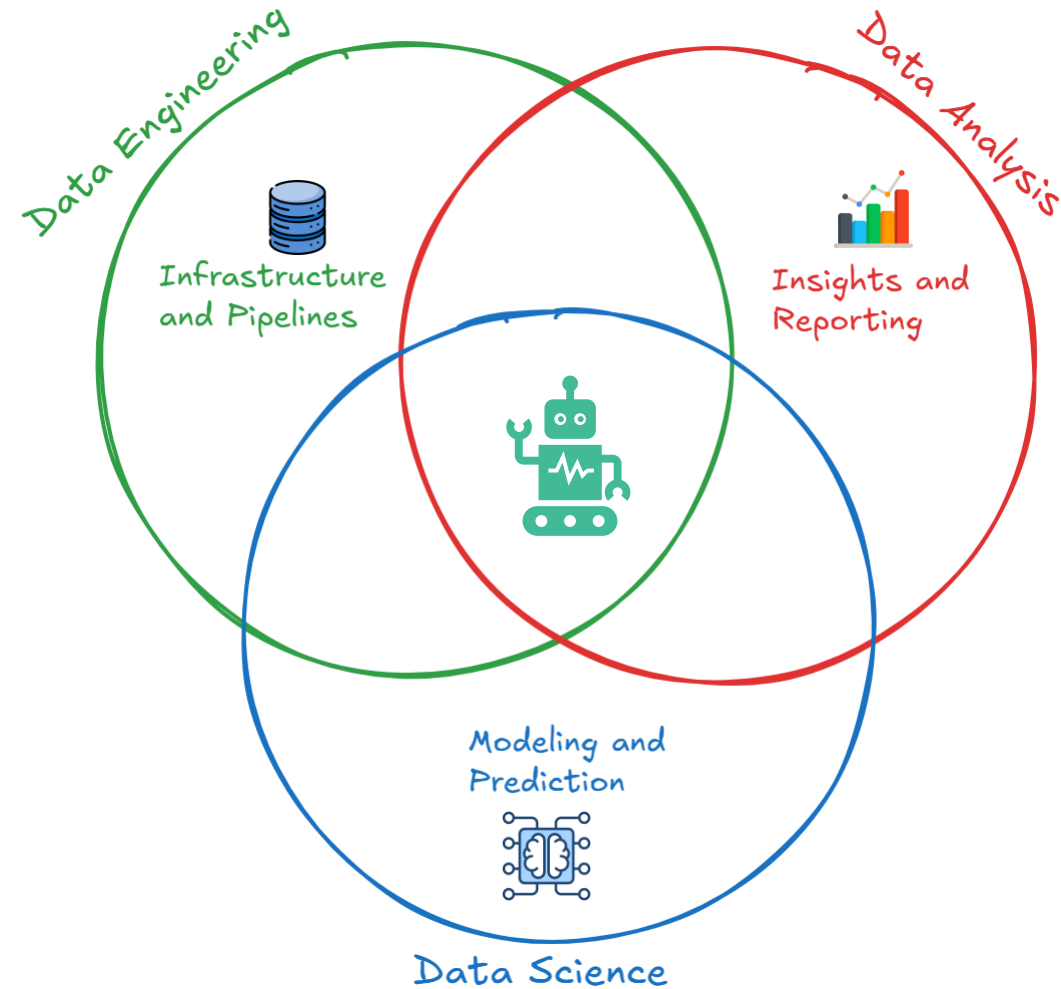 Data Engineering
Data Analysis
Infrastructure
and Pipelines
Insights and
Reporting
Modeling and
Prediction
Data Science